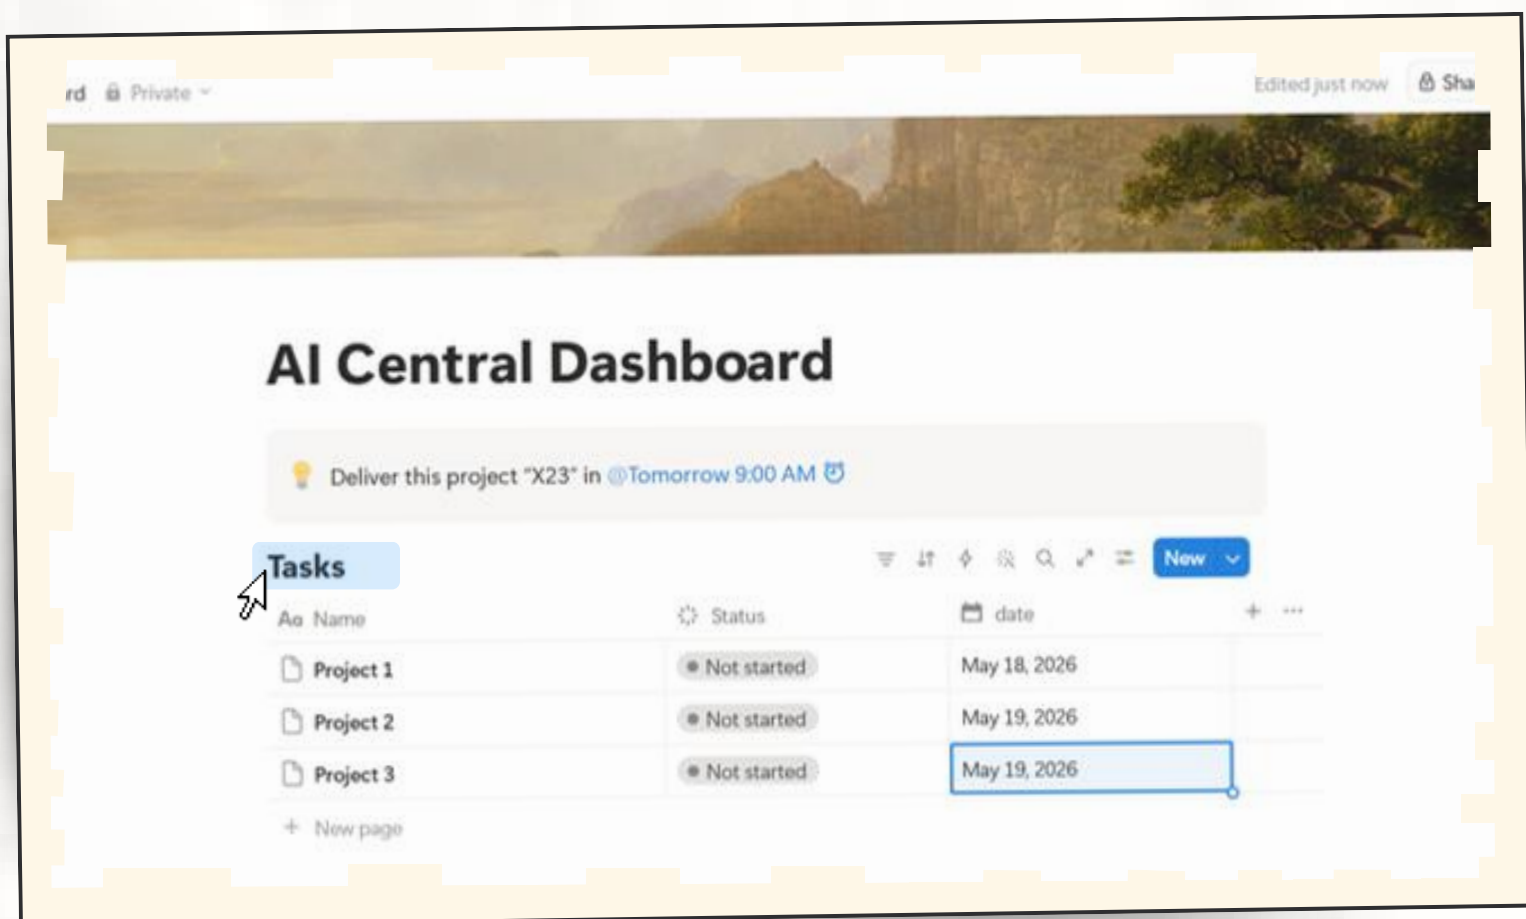 rd Private
Edited just now Sha
AI Central Dashboard
Deliver this project "X23" in @Tomorrow 9:00 AM
Tasks
New
Aa Name Status date
Project 1 Not started May 18, 2026
Project 2 Not started May 19, 2026
Project 3 Not started May 19, 2026
+ New page